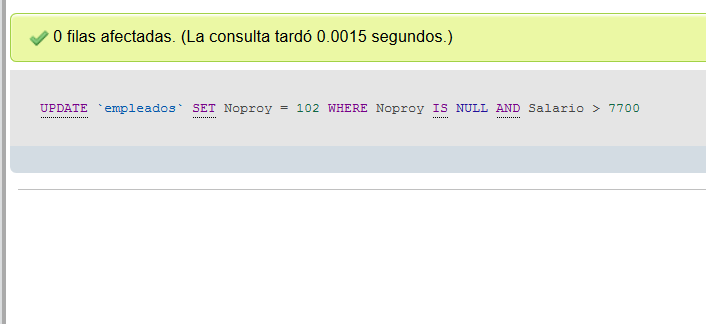 0 filas afectadas. (La consulta tardó 0.0015 segundos.)
UPDATE `empleados` SET Noproy = 102 WHERE Noproy IS NULL AND Salario > 7700